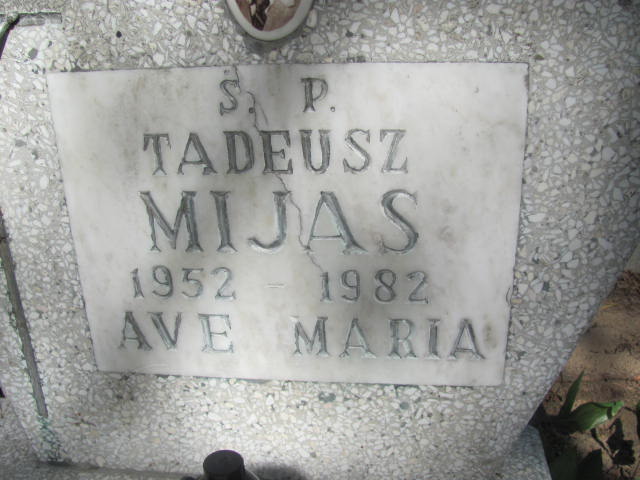 Ś. P.
TADEUSZ
MIJAS
1952 - 1982
AVE MARIA